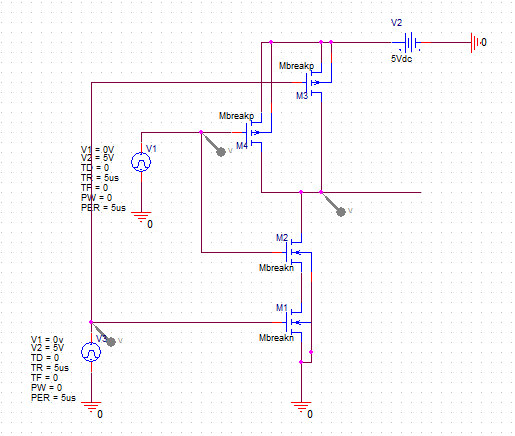 V2
0
5Vdc
Mbreakp
M3
Mbreakp
M4
V
V1 = 0V
V2 = 5V
TD = 0
TR = 5us
TF = 0
PW = 0
PER = 5us
V1
0
V
M2
Mbreakn
M1
Mbreakn
V3
V
V1 = 0v
V2 = 5V
TD = 0
TR = 5us
TF = 0
PW = 0
PER = 5us
0
0